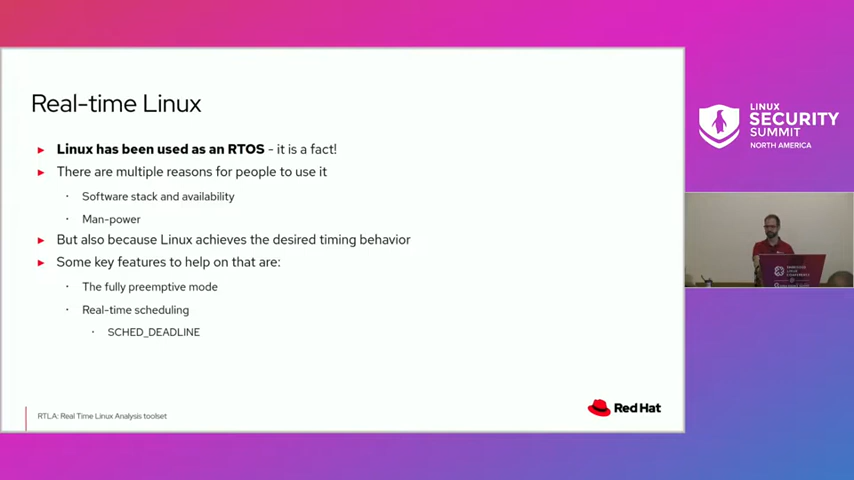 Real-time Linux
► Linux has been used as an RTOS - it is a fact!
► There are multiple reasons for people to use it
· Software stack and availability
· Man-power
► But also because Linux achieves the desired timing behavior
► Some key features to help on that are:
· The fully preemptive mode
· Real-time scheduling
· SCHED_DEADLINE
RTLA: Real Time Linux Analysis toolset
Red Hat
LINUX
SECURITY
SUMMIT
NORTH AMERICA